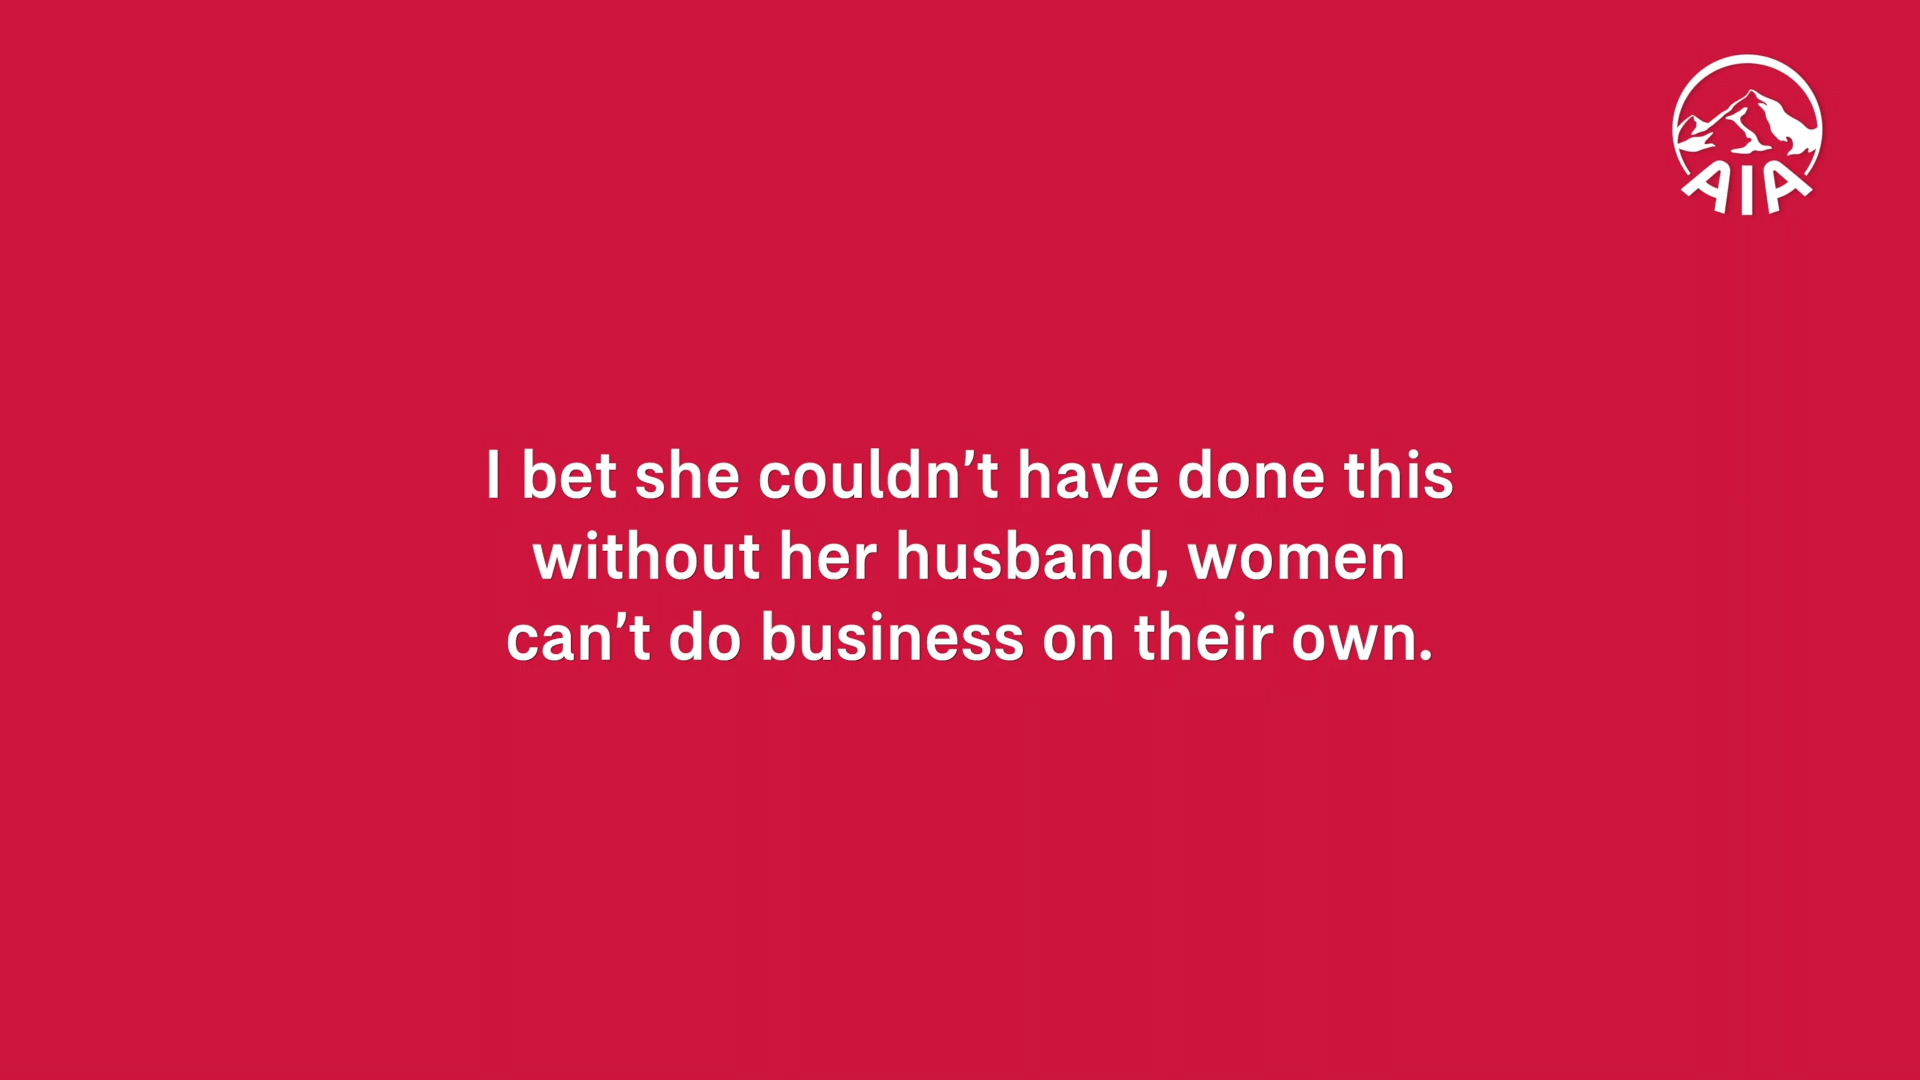 AIA
I bet she couldn’t have done this
without her husband, women
can’t do business on their own.